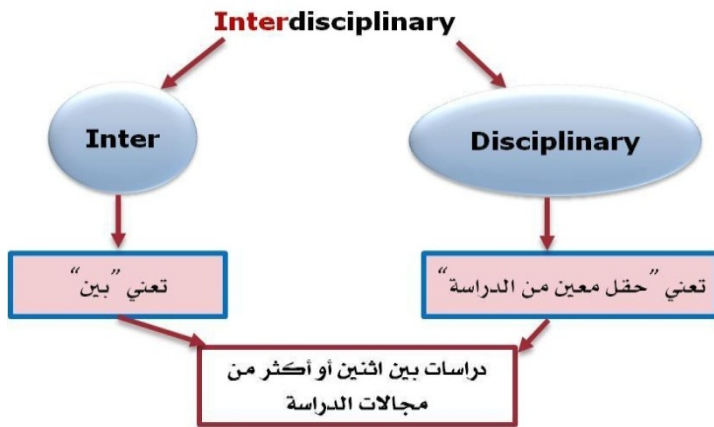 Interdisciplinary
Inter
Disciplinary
تعني ”بين“
تعني ”حقل معين من الدراسة“
دراسات بين اثنين أو أكثر من
مجالات الدراسة